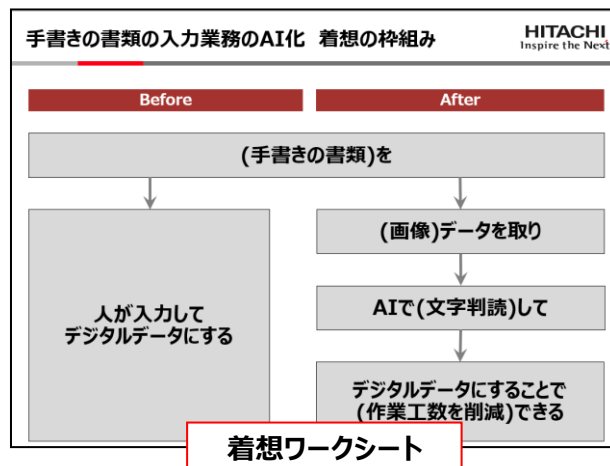 手書きの書類の入力業務のAI化 着想の枠組み
HITACHI
Inspire the Next
Before
After
(手書きの書類)を
人が入力して
デジタルデータにする
(画像)データを取り
AIで(文字判読)して
デジタルデータにすることで
(作業工数を削減)できる
着想ワークシート